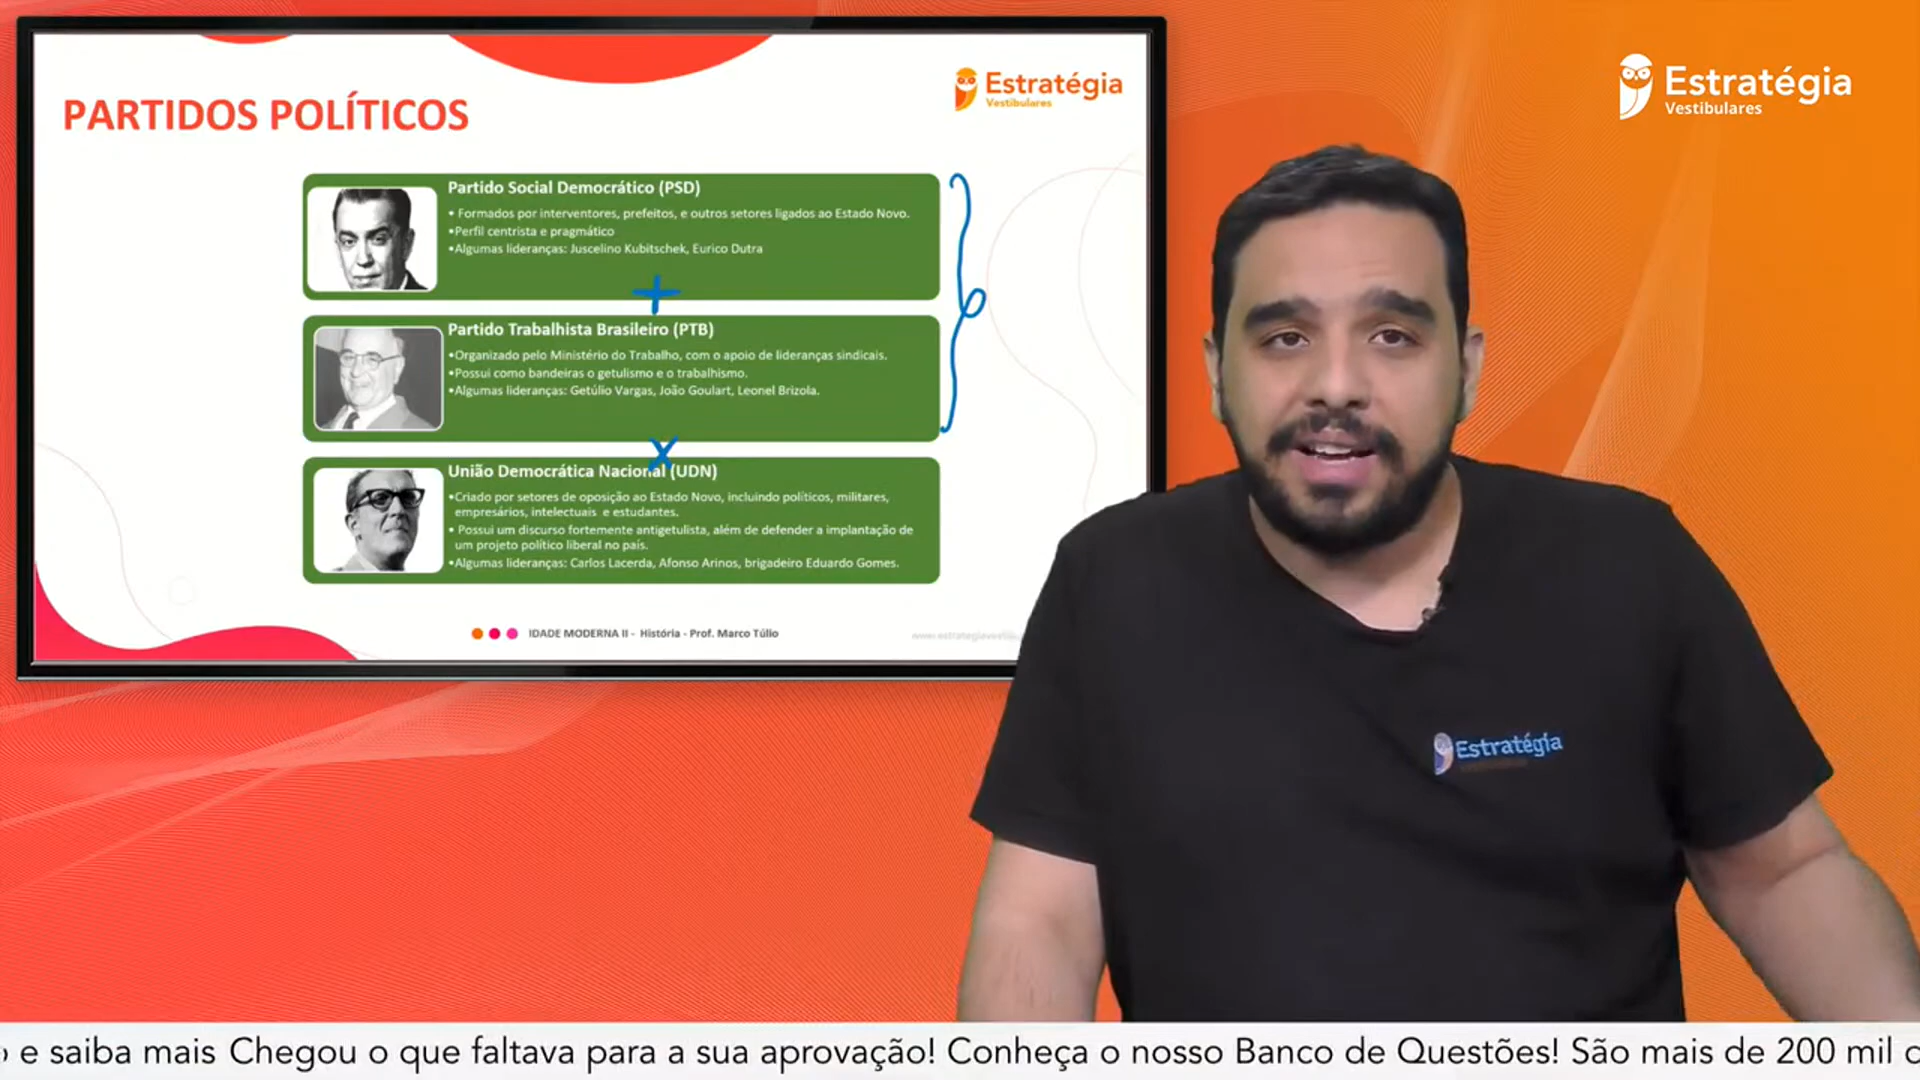 PARTIDOS POLÍTICOS
Estratégia
Vestibulares
Estratégia
Vestibulares
Partido Social Democrático (PSD)
• Formados por interventores, prefeitos, e outros setores ligados ao Estado Novo.
•Perfil centrista e pragmático
•Algumas lideranças: Juscelino Kubitschek, Eurico Dutra
+
Partido Trabalhista Brasileiro (PTB)
•Organizado pelo Ministério do Trabalho, com o apoio de lideranças sindicais.
•Possui como bandeiras o getulismo e o trabalhismo.
•Algumas lideranças: Getúlio Vargas, João Goulart, Leonel Brizola.
x
União Democrática Nacional (UDN)
•Criado por setores de oposição ao Estado Novo, incluindo políticos, militares,
empresários, intelectuais e estudantes.
• Possui um discurso fortemente antigetulista, além de defender a implantação de
um projeto político liberal no país.
•Algumas lideranças: Carlos Lacerda, Afonso Arinos, brigadeiro Eduardo Gomes.
IDADE MODERNA II - História - Prof. Marco Túlio
Estratégia
e saiba mais Chegou o que faltava para a sua aprovação! Conheça o nosso Banco de Questões! São mais de 200 mil